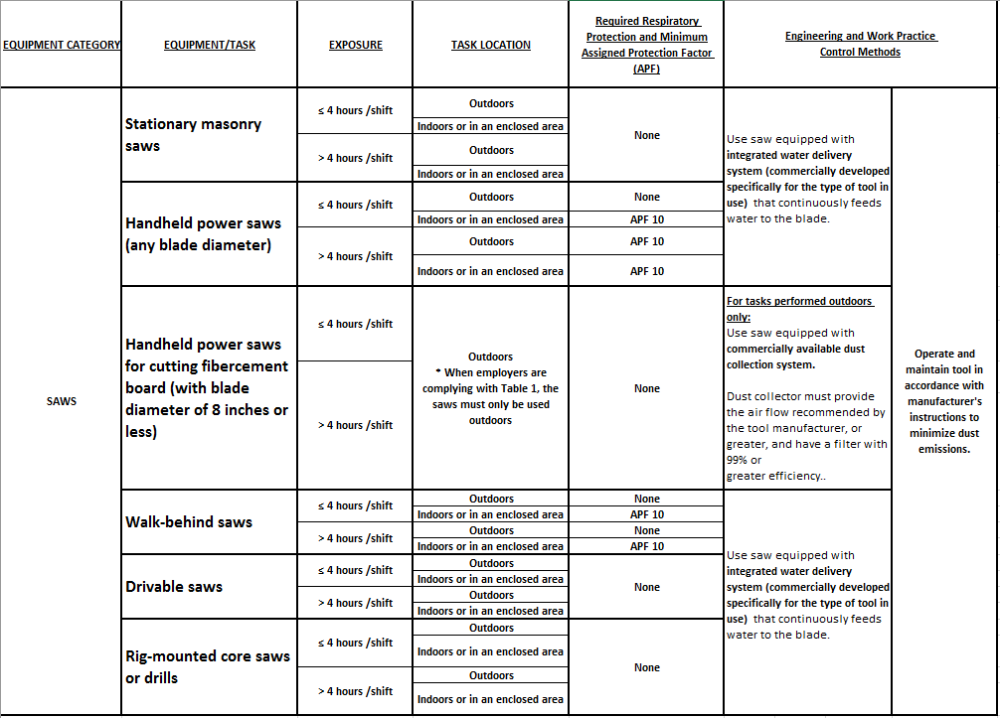 EQUIPMENT CATEGORY
EQUIPMENT/TASK
EXPOSURE
TASK LOCATION
Required Respiratory
Protection and Minimum
Assigned Protection Factor
(APF)
Engineering and Work Practice
Control Methods
SAWS
Stationary masonry
saws
≤ 4 hours /shift
Outdoors
Indoors or in an enclosed area
> 4 hours /shift
Outdoors
Indoors or in an enclosed area
None
Use saw equipped with
integrated water delivery
system (commercially developed
specifically for the type of tool in
use) that continuously feeds
water to the blade.
Handheld power saws
(any blade diameter)
≤ 4 hours /shift
Outdoors
None
Indoors or in an enclosed area
APF 10
> 4 hours /shift
Outdoors
APF 10
Indoors or in an enclosed area
APF 10
Handheld power saws
for cutting fibercement
board (with blade
diameter of 8 inches or
less)
≤ 4 hours /shift
> 4 hours /shift
Outdoors
* When employers are
complying with Table 1, the
saws must only be used
outdoors
None
For tasks performed outdoors
only:
Use saw equipped with
commercially available dust
collection system.
Dust collector must provide
the air flow recommended by
the tool manufacturer, or
greater, and have a filter with
99% or
greater efficiency..
Operate and
maintain tool in
accordance with
manufacturer's
instructions to
minimize dust
emissions.
Walk-behind saws
≤ 4 hours /shift
Outdoors
None
Indoors or in an enclosed area
APF 10
> 4 hours /shift
Outdoors
None
Indoors or in an enclosed area
APF 10
Use saw equipped with
integrated water delivery
system (commercially developed
specifically for the type of tool in
use) that continuously feeds
water to the blade.
Drivable saws
≤ 4 hours /shift
Outdoors
Indoors or in an enclosed area
> 4 hours /shift
Outdoors
Indoors or in an enclosed area
None
Rig-mounted core saws
or drills
≤ 4 hours /shift
Outdoors
Indoors or in an enclosed area
> 4 hours /shift
Outdoors
Indoors or in an enclosed area
None